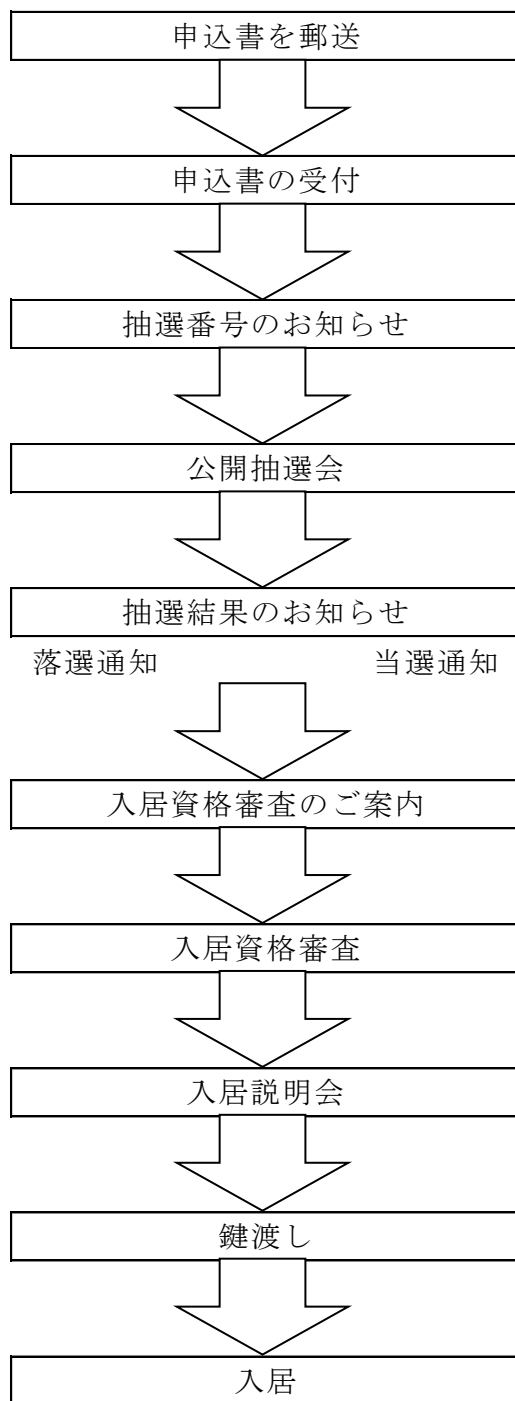 申込書を郵送
申込書の受付
抽選番号のお知らせ
公開抽選会
抽選結果のお知らせ
落選通知 当選通知
入居資格審査のご案内
入居資格審査
入居説明会
鍵渡し
入居